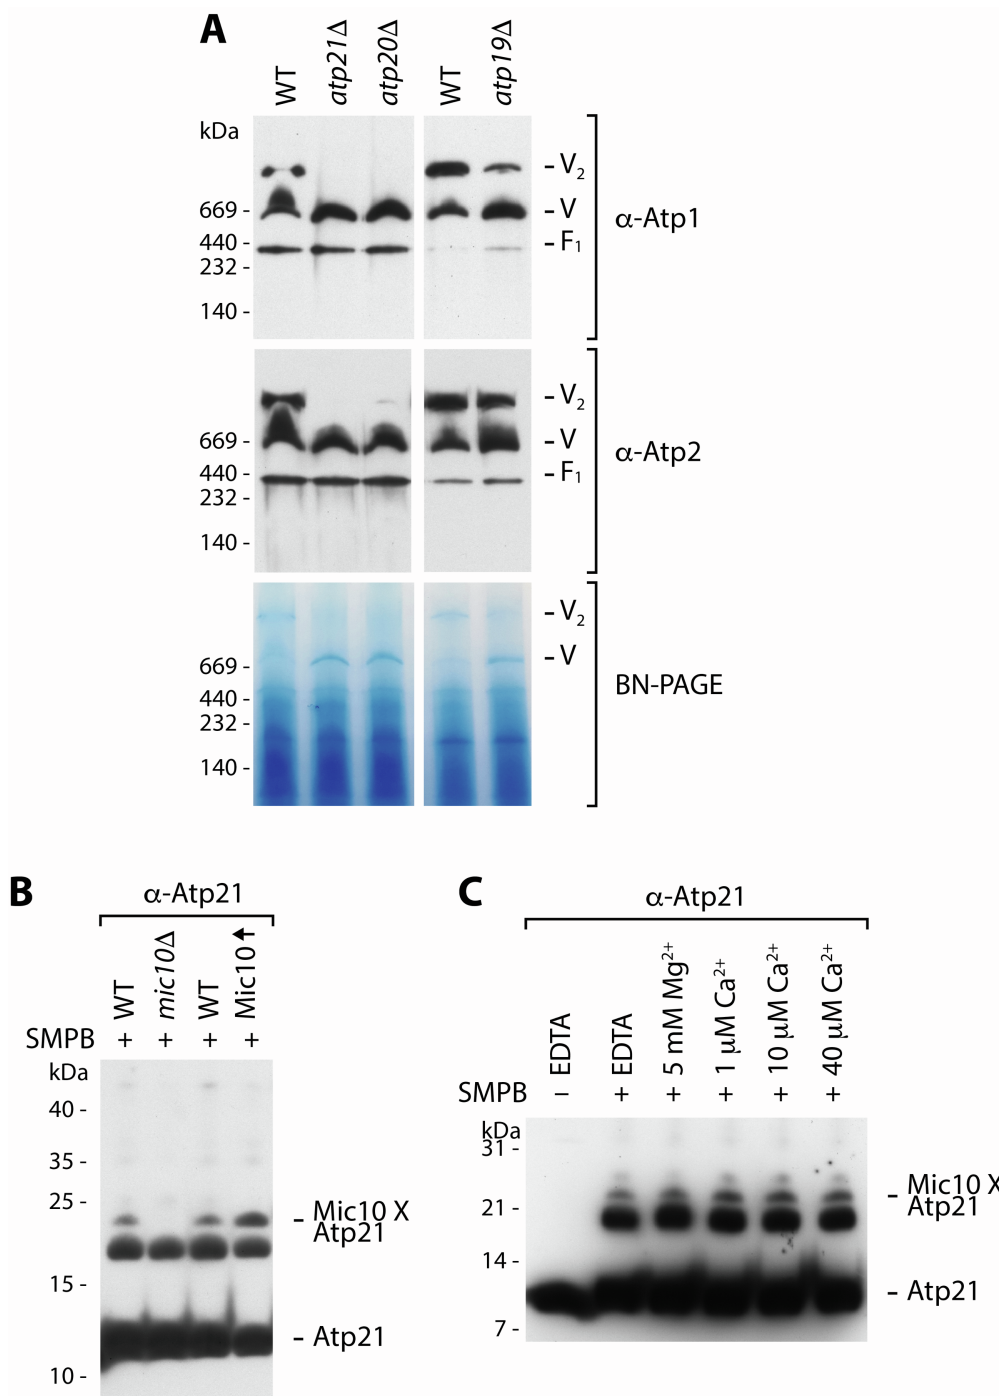 A
WT
atp21Δ
atp20Δ
WT
atp19Δ
kDa
669 -
440 -
232 -
140 -
- V₂
- V
- F₁
α-Atp1
669 -
440 -
232 -
140 -
- V₂
- V
- F₁
α-Atp2
669 -
440 -
232 -
140 -
- V₂
- V
BN-PAGE
B
α-Atp21
WT
mic10Δ
WT
Mic10↑
SMPB + + + +
kDa
40 -
35 -
25 -
15 -
10 -
- Mic10 X
Atp21
- Atp21
C
α-Atp21
EDTA
EDTA
5 mM Mg²⁺
1 µM Ca²⁺
10 µM Ca²⁺
40 µM Ca²⁺
SMPB – + + + + +
kDa
31 -
21 -
14 -
7 -
- Mic10 X
Atp21
- Atp21